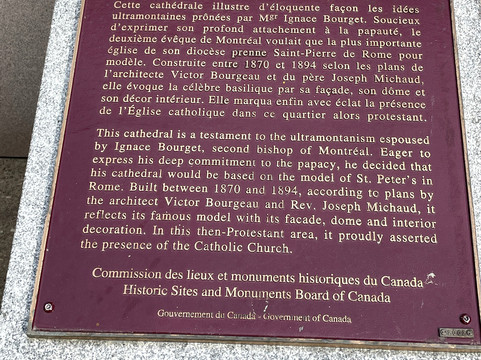 Cette cathédrale illustre d'éloquente façon les idées
ultramontaines prônées par Mgr Ignace Bourget. Soucieux
d'exprimer son profond attachement à la papauté, le
deuxième évêque de Montréal voulait que la plus importante
église de son diocèse prenne Saint-Pierre de Rome pour
modèle. Construite entre 1870 et 1894 selon les plans de
l'architecte Victor Bourgeau et du père Joseph Michaud,
elle évoque la célèbre basilique par sa façade, son dôme et
son décor intérieur. Elle marqua enfin avec éclat la présence
de l'Église catholique dans ce quartier alors protestant.
This cathedral is a testament to the ultramontanism espoused
by Ignace Bourget, second bishop of Montréal. Eager to
express his deep commitment to the papacy, he decided that
his cathedral would be based on the model of St. Peter's in
Rome. Built between 1870 and 1894, according to plans by
the architect Victor Bourgeau and Rev. Joseph Michaud, it
reflects its famous model with its facade, dome and interior
decoration. In this then-Protestant area, it proudly asserted
the presence of the Catholic Church.
Commission des lieux et monuments historiques du Canada
Historic Sites and Monuments Board of Canada
Gouvernement du Canada - Government of Canada